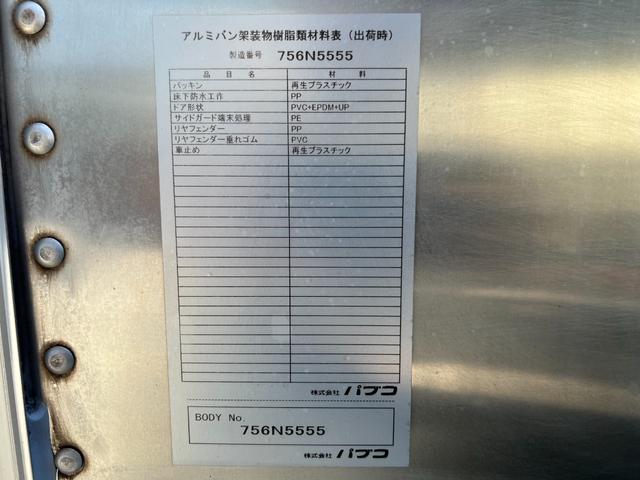 アルミバン架装物樹脂類材料表（出荷時）
製造番号 756N5555
品目名 材料
パッキン 再生プラスチック
床下防水工作 PP
ドア形状 PVC+EPDM+UP
サイドガード端末処理 PE
リヤフェンダー PP
リヤフェンダー垂れゴム PVC
車止め 再生プラスチック
株式会社 パブコ
BODY No.
756N5555
株式会社 パブコ